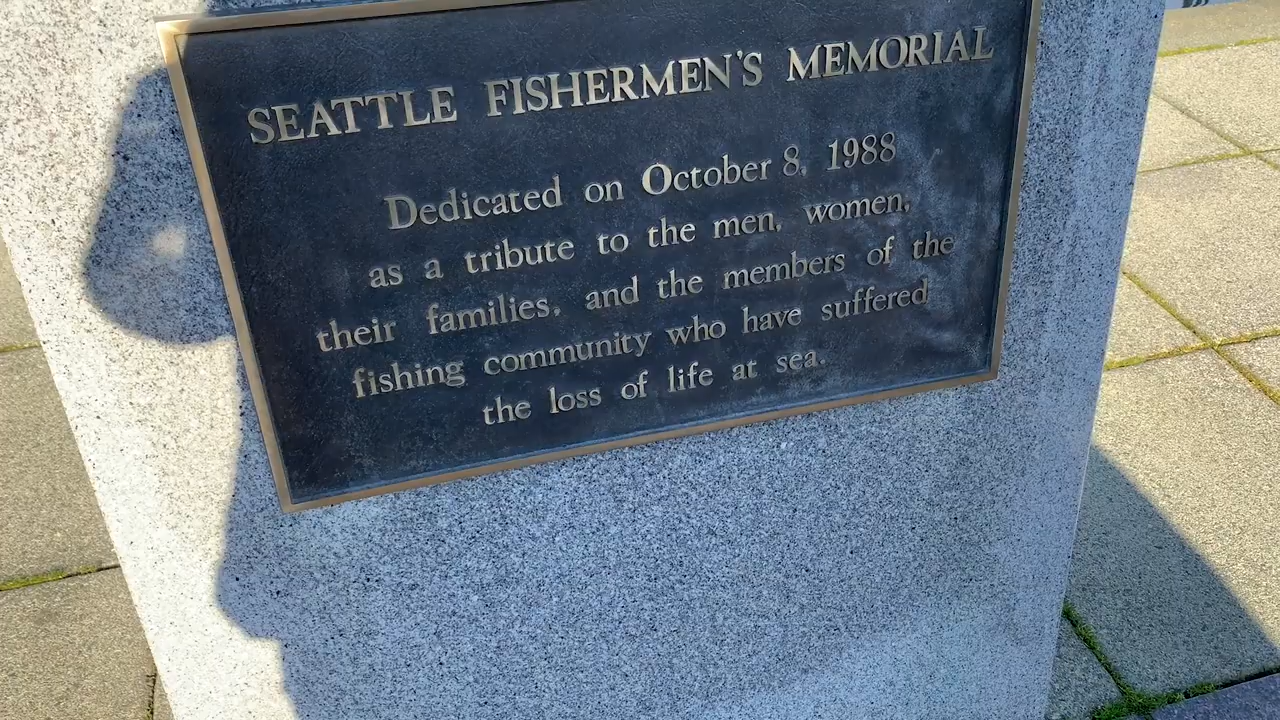 SEATTLE FISHERMEN'S MEMORIAL
Dedicated on October 8, 1988
as a tribute to the men, women,
their families, and the members of the
fishing community who have suffered
the loss of life at sea.